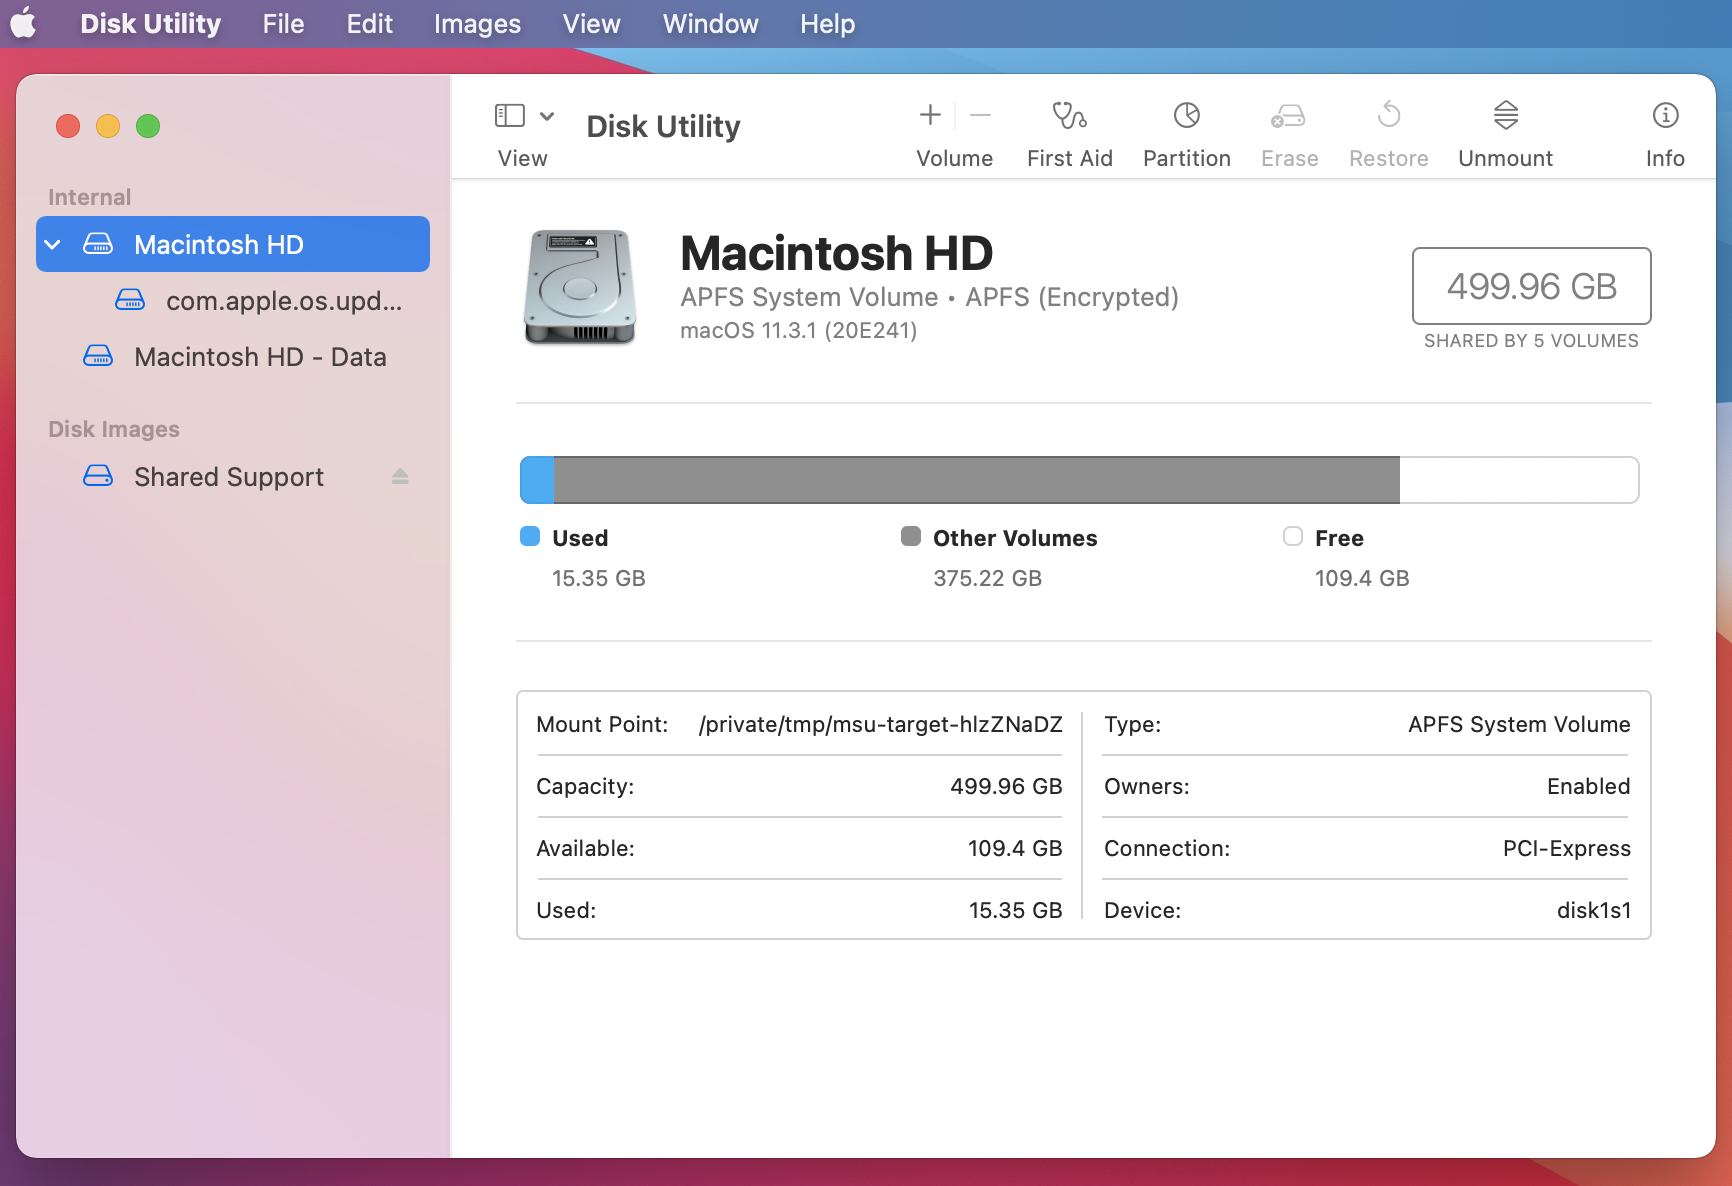 Disk Utility File Edit Images View Window Help
Disk Utility
View Volume First Aid Partition Erase Restore Unmount Info
Internal
Macintosh HD
com.apple.os.upd...
Macintosh HD - Data
Disk Images
Shared Support
Macintosh HD
APFS System Volume • APFS (Encrypted)
macOS 11.3.1 (20E241)
499.96 GB
SHARED BY 5 VOLUMES
Used Other Volumes Free
15.35 GB 375.22 GB 109.4 GB
Mount Point: /private/tmp/msu-target-hlzZNaDZ
Capacity: 499.96 GB
Available: 109.4 GB
Used: 15.35 GB
Type: APFS System Volume
Owners: Enabled
Connection: PCI-Express
Device: disk1s1